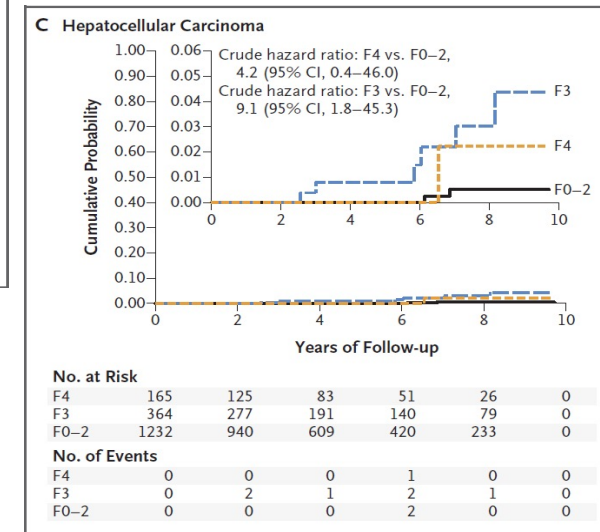 C Hepatocellular Carcinoma
Cumulative Probability
1.00
0.90
0.80
0.70
0.60
0.50
0.40
0.30
0.20
0.10
0.00
0.06
0.05
0.04
0.03
0.02
0.01
0.00
Crude hazard ratio: F4 vs. F0–2,
4.2 (95% CI, 0.4–46.0)
Crude hazard ratio: F3 vs. F0–2,
9.1 (95% CI, 1.8–45.3)
F3
F4
F0–2
0 2 4 6 8 10
0 2 4 6 8 10
Years of Follow-up
No. at Risk
F4 165 125 83 51 26 0
F3 364 277 191 140 79 0
F0–2 1232 940 609 420 233 0
No. of Events
F4 0 0 0 1 0 0
F3 0 2 1 2 1 0
F0–2 0 0 0 2 0 0